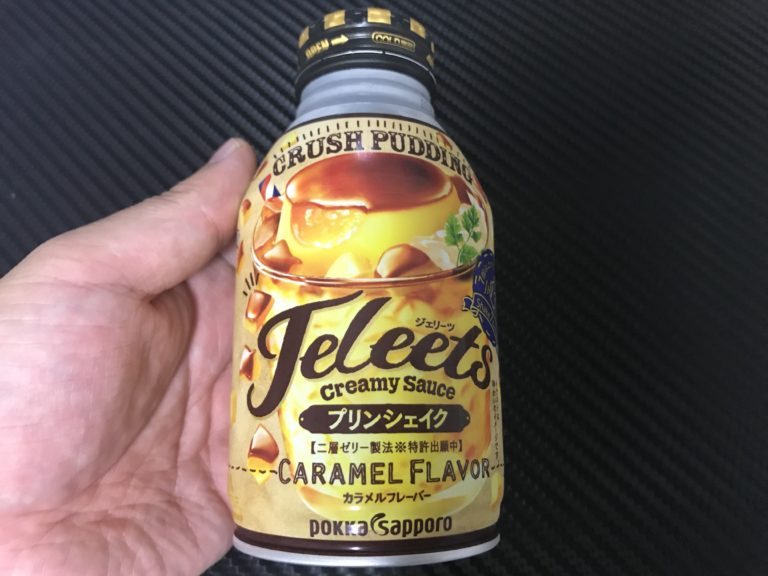 COLD
CRUSH PUDDING
ジェリーツ
Jeleets
Creamy Sauce
プリンシェイク
【二層ゼリー製法※特許出願中】
CARAMEL FLAVOR
カラメルフレーバー
pokka sapporo